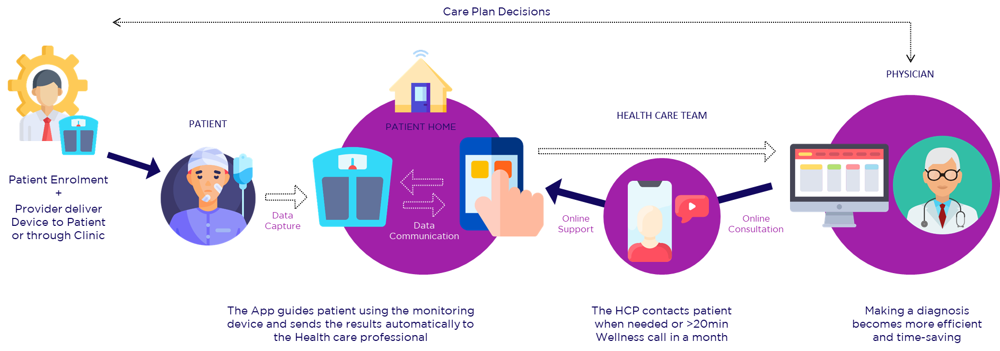 Care Plan Decisions
PHYSICIAN
HEALTH CARE TEAM
PATIENT
PATIENT HOME
Patient Enrolment
+
Provider deliver
Device to Patient
or through Clinic
Data
Capture
Data
Communication
Online
Support
Online
Consultation
The App guides patient using the monitoring
device and sends the results automatically to
the Health care professional
The HCP contacts patient
when needed or >20min
Wellness call in a month
Making a diagnosis
becomes more efficient
and time-saving